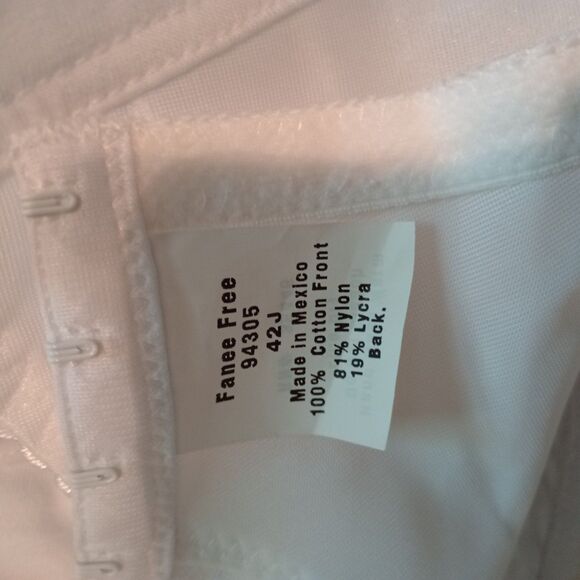 Fanee Free
94305
42J
Made in Mexico
100% Cotton Front
81% Nylon
19% Lycra
Back.